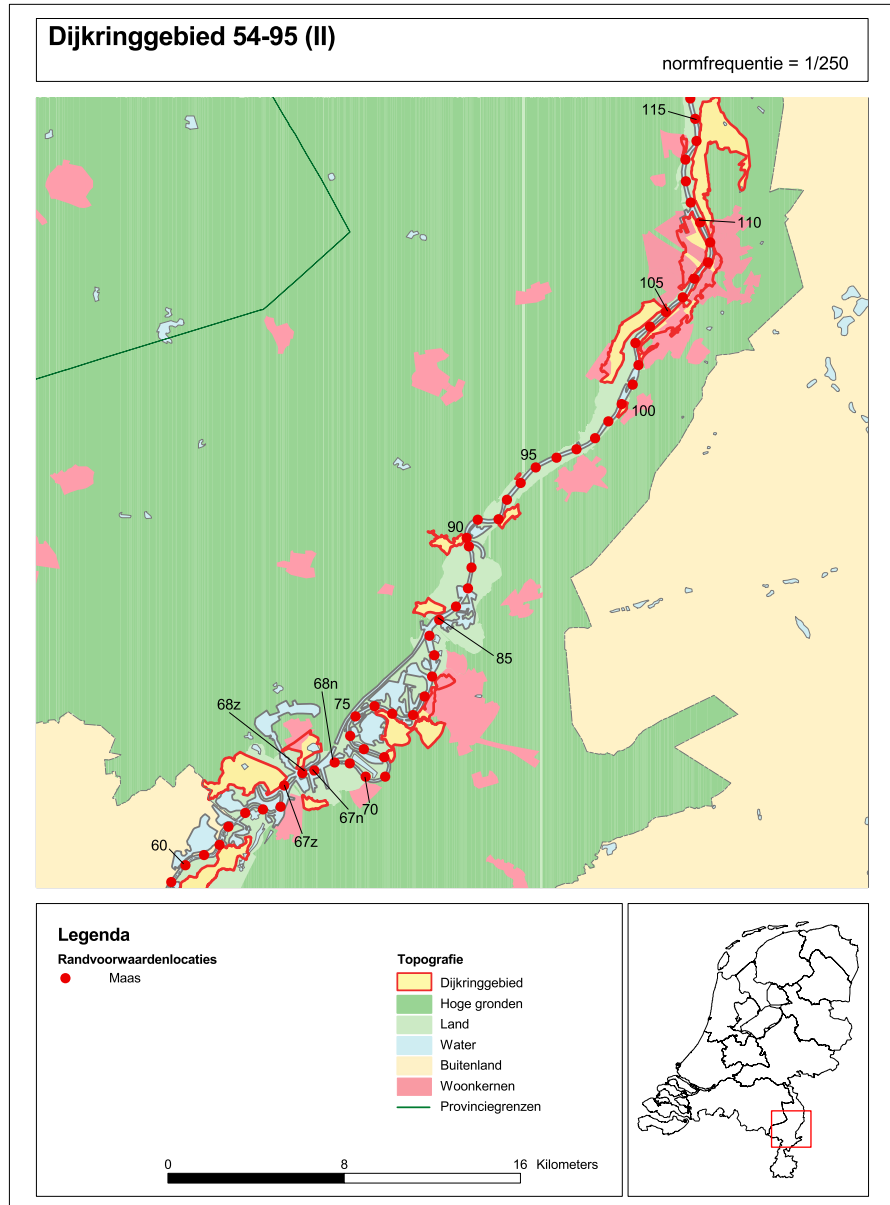 Dijkringgebied 54-95 (II)
normfrequentie = 1/250
115
110
105
100
95
90
85
68n
75
68z
70
67n
67z
60
Legenda
Randvoorwaardenlocaties
Maas
Topografie
Dijkringgebied
Hoge gronden
Land
Water
Buitenland
Woonkernen
Provinciegrenzen
0 8 16 Kilometers